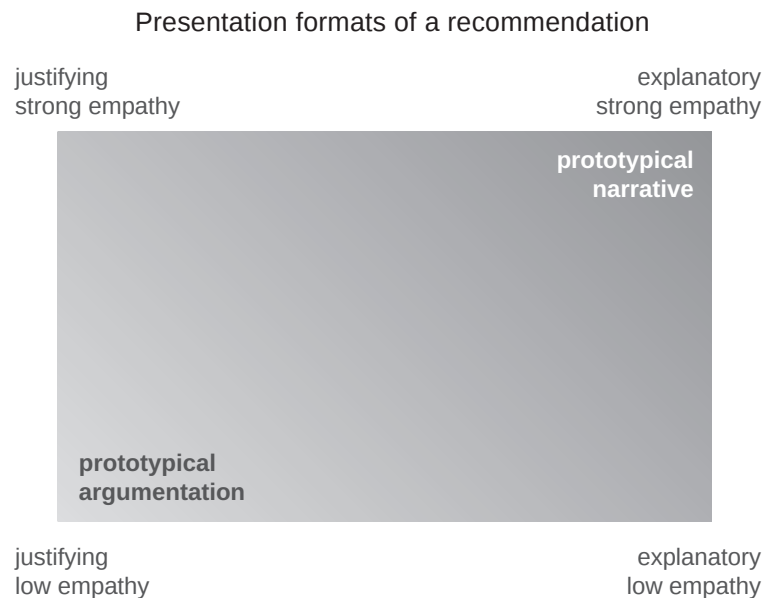 Presentation formats of a recommendation
justifying
strong empathy
explanatory
strong empathy
prototypical
narrative
prototypical
argumentation
justifying
low empathy
explanatory
low empathy